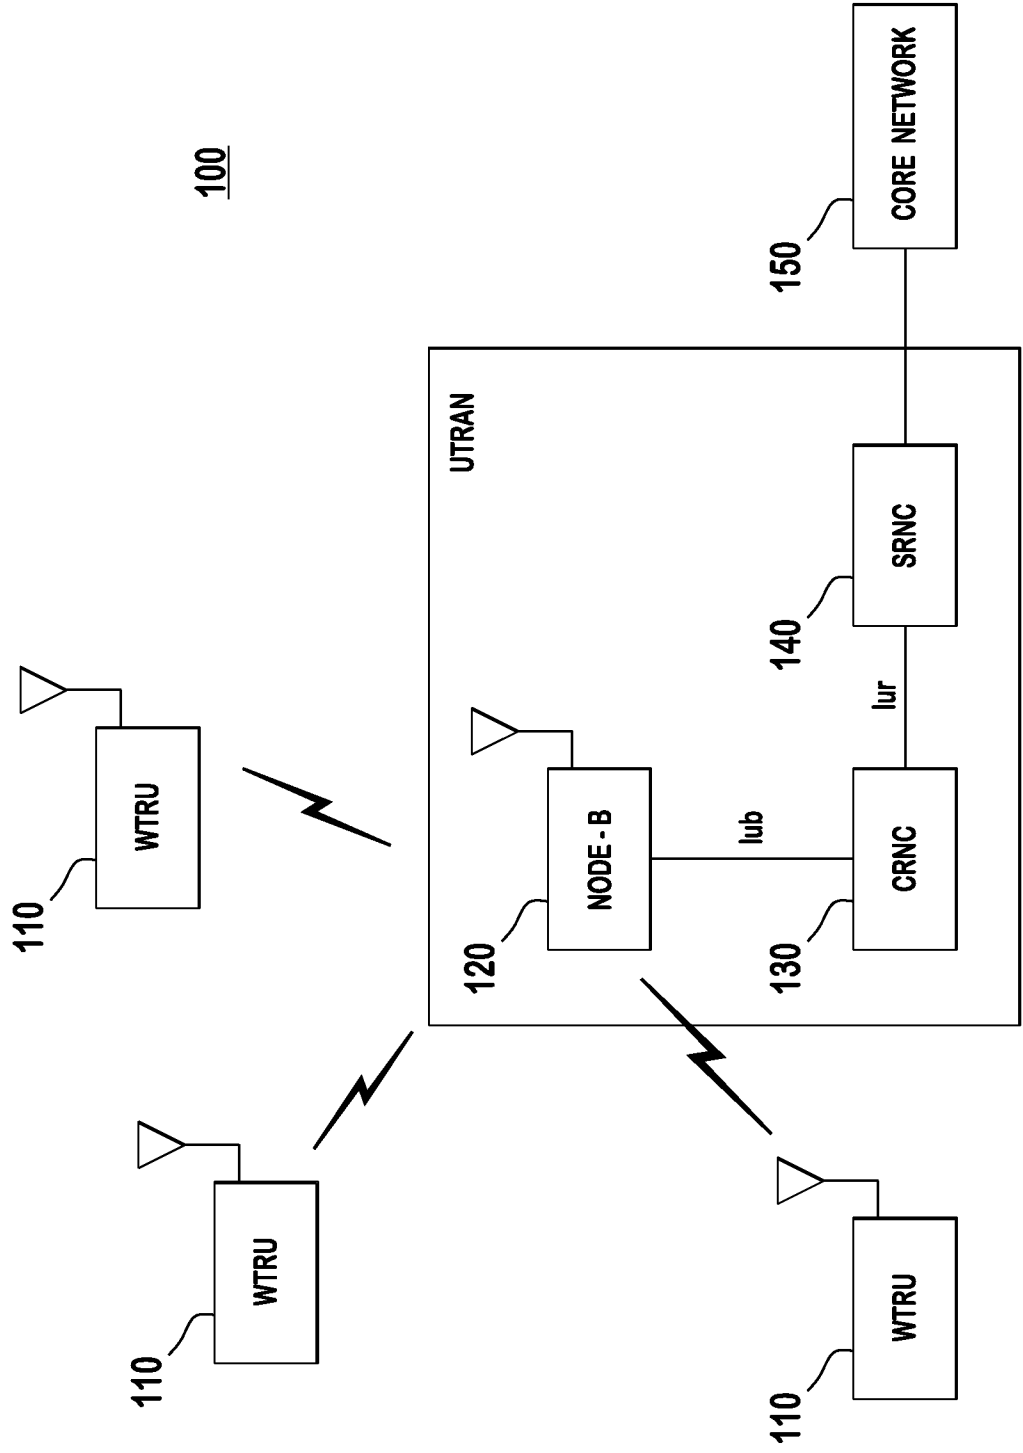 110
WTRU
100
110
WTRU
UTRAN
120
NODE - B
Iub
110
130
140
150
Iur
WTRU
CRNC
SRNC
CORE NETWORK